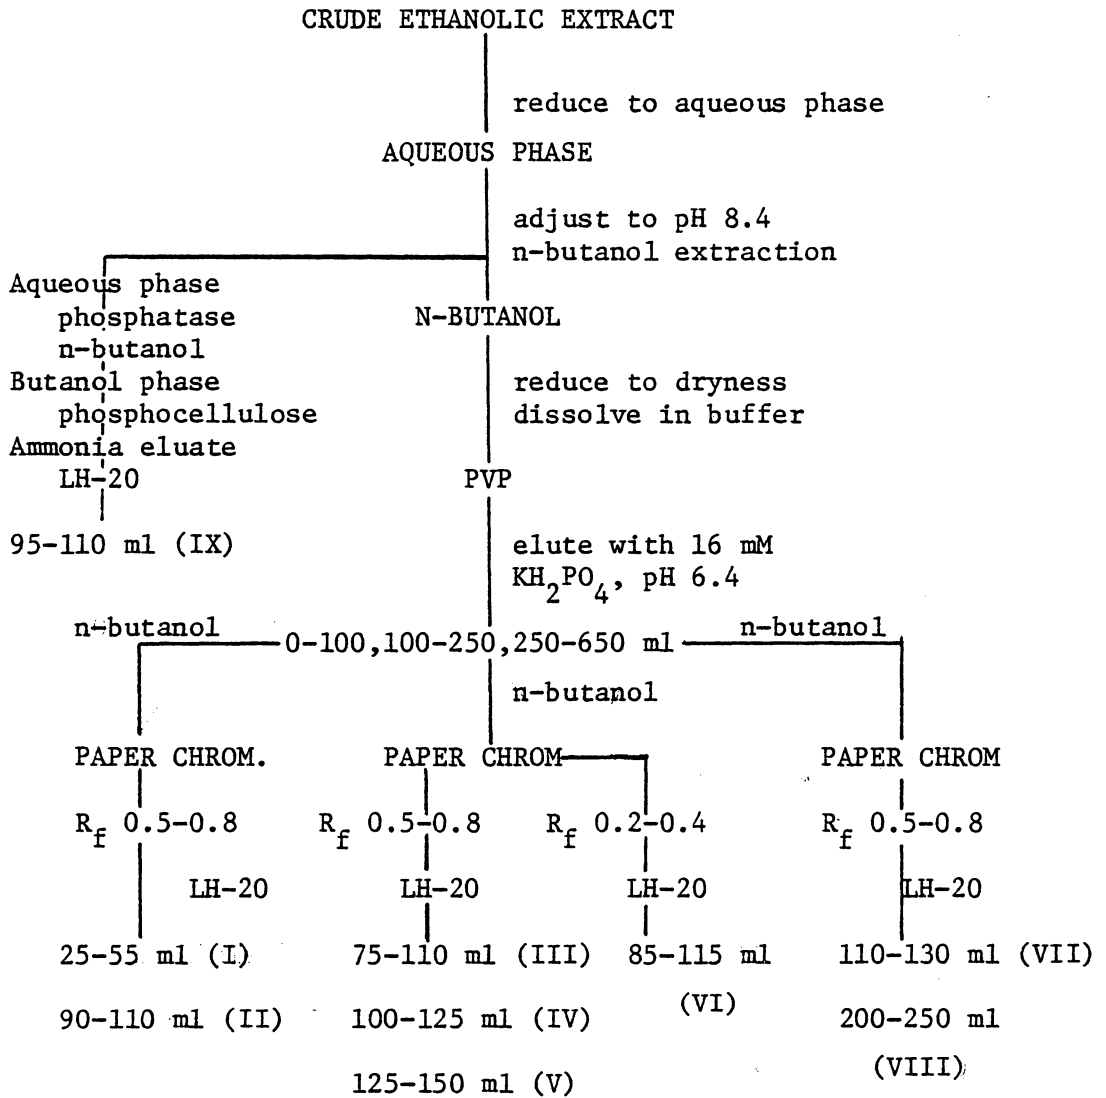 CRUDE ETHANOLIC EXTRACT
reduce to aqueous phase
AQUEOUS PHASE
adjust to pH 8.4
n-butanol extraction
Aqueous phase
phosphatase
n-butanol
Butanol phase
phosphocellulose
Ammonia eluate
LH-20
95-110 ml (IX)
N-BUTANOL
reduce to dryness
dissolve in buffer
PVP
elute with 16 mM
KH2PO4, pH 6.4
n-butanol
0-100,100-250,250-650 ml
n-butanol
n-butanol
PAPER CHROM.
Rf 0.5-0.8
LH-20
25-55 ml (I)
90-110 ml (II)
PAPER CHROM
Rf 0.5-0.8
LH-20
75-110 ml (III)
100-125 ml (IV)
125-150 ml (V)
Rf 0.2-0.4
LH-20
85-115 ml
(VI)
PAPER CHROM
Rf 0.5-0.8
LH-20
110-130 ml (VII)
200-250 ml
(VIII)